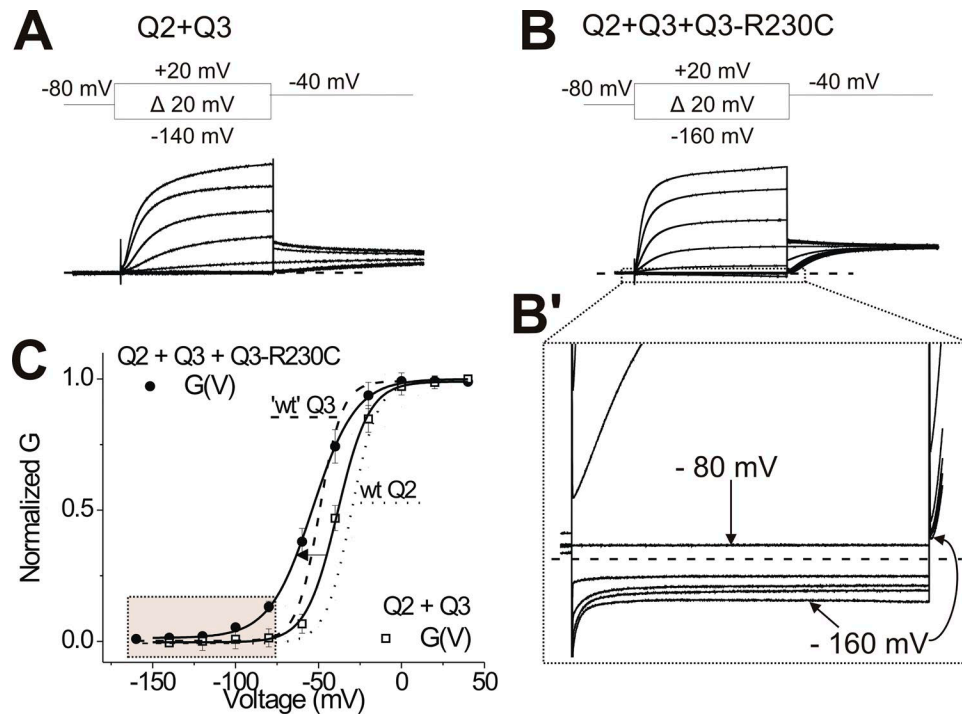 A
Q2+Q3
+20 mV
-80 mV
-40 mV
Δ 20 mV
-140 mV
B
Q2+Q3+Q3-R230C
+20 mV
-80 mV
-40 mV
Δ 20 mV
-160 mV
B'
- 80 mV
- 160 mV
C
Q2 + Q3 + Q3-R230C
G(V)
'wt' Q3
wt Q2
Q2 + Q3
G(V)
Normalized G
1.0
0.5
0.0
-150
-100
-50
0
50
Voltage (mV)